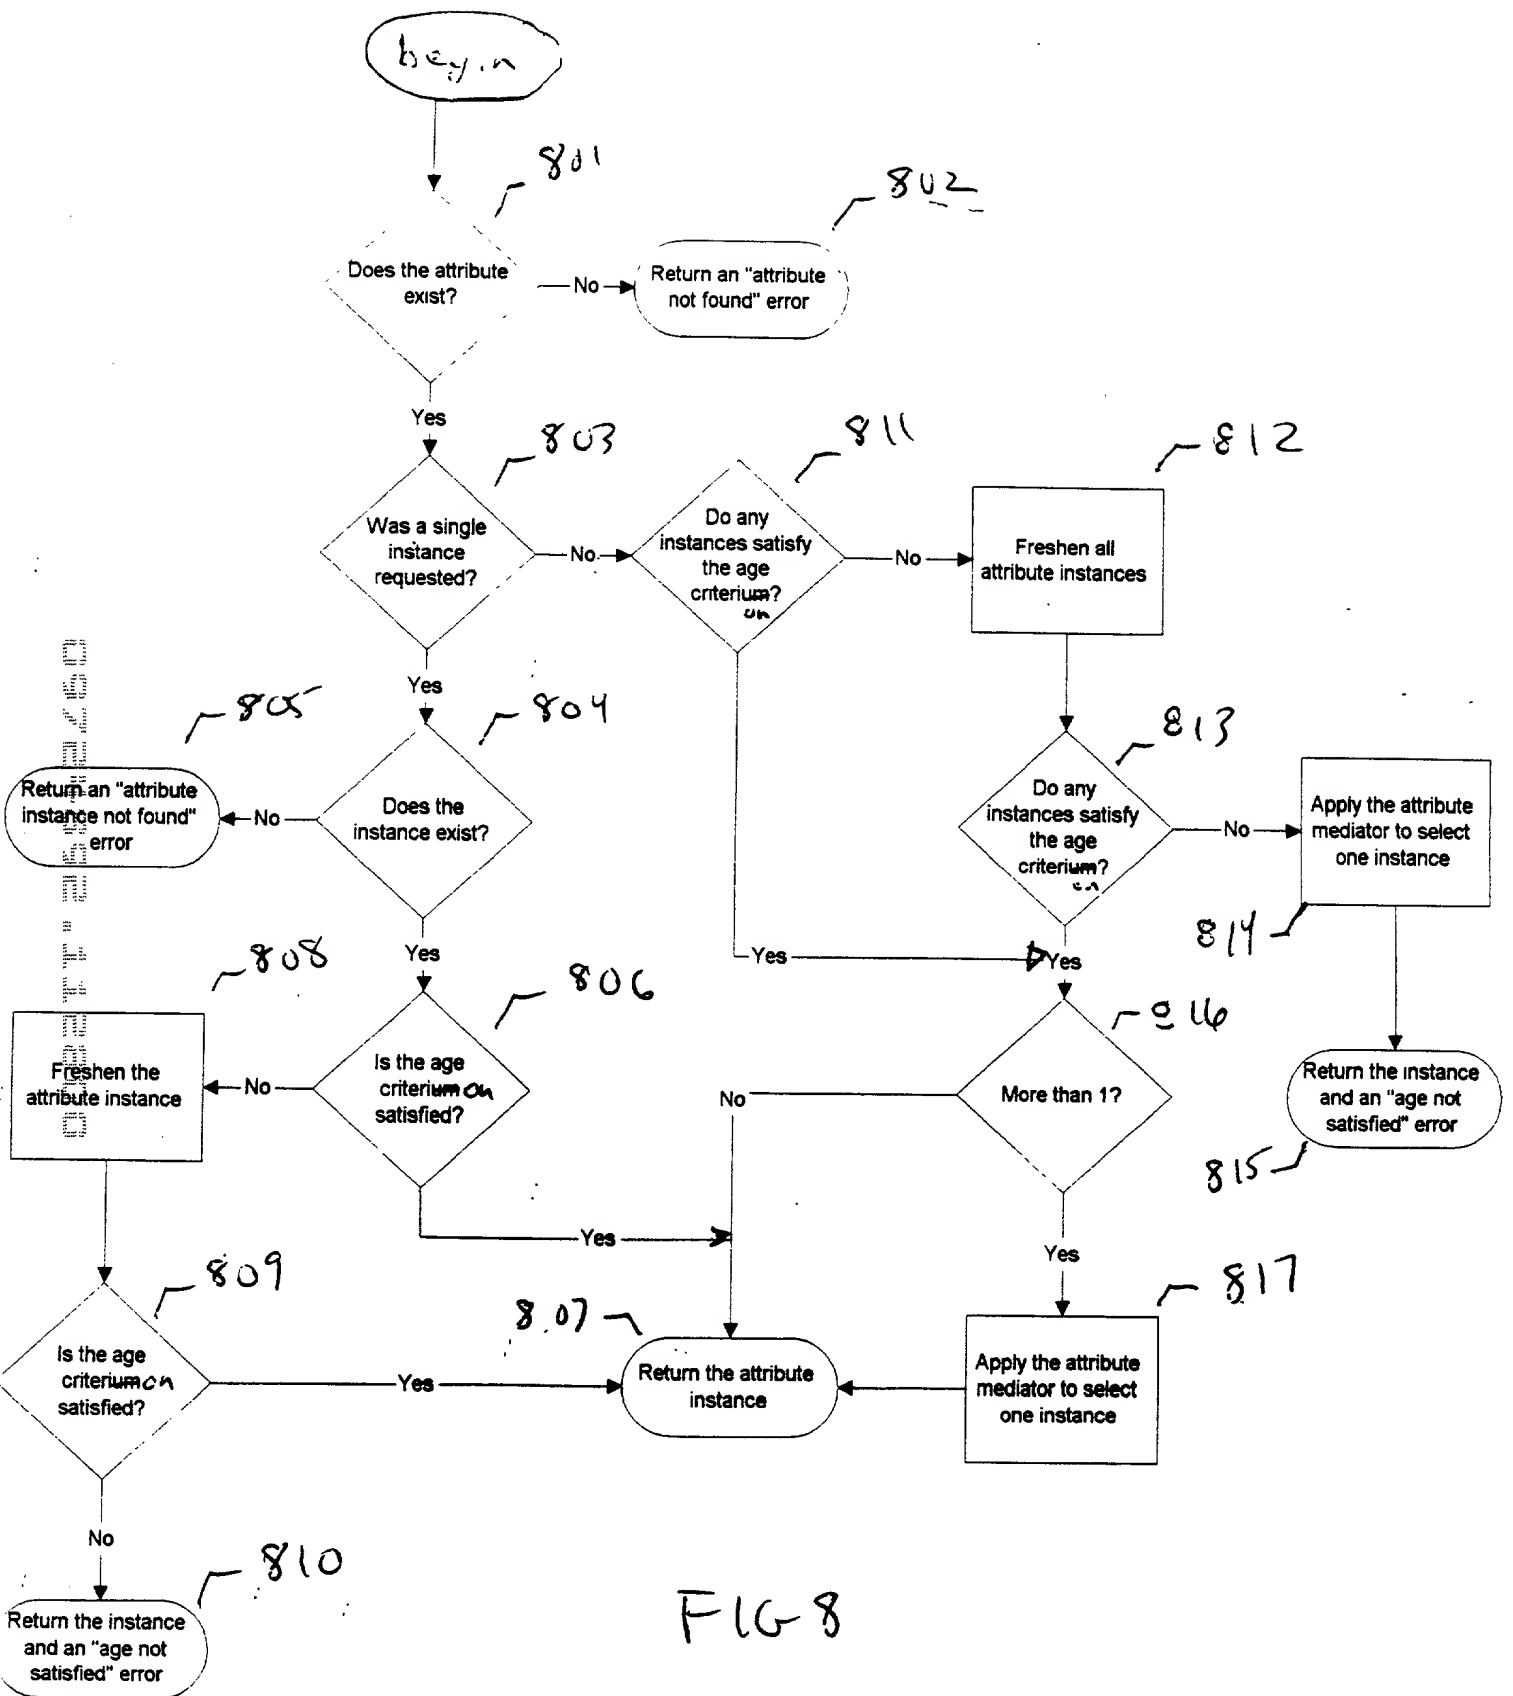 begin
801
802
Does the attribute
exist?
No
Return an "attribute
not found" error
Yes
803
811
812
Was a single
instance
requested?
No
Do any
instances satisfy
the age
criterium?
on
No
Freshen all
attribute instances
Yes
805
804
813
Return an "attribute
instance not found"
error
No
Does the
instance exist?
Do any
instances satisfy
the age
criterium?
on
No
Apply the attribute
mediator to select
one instance
814
Yes
Yes
Yes
808
806
816
Freshen the
attribute instance
No
Is the age
criterium on
satisfied?
No
More than 1?
Return the instance
and an "age not
satisfied" error
815
Yes
Yes
809
807
817
Is the age
criterium on
satisfied?
Yes
Return the attribute
instance
Apply the attribute
mediator to select
one instance
No
810
Return the instance
and an "age not
satisfied" error
FIG 8